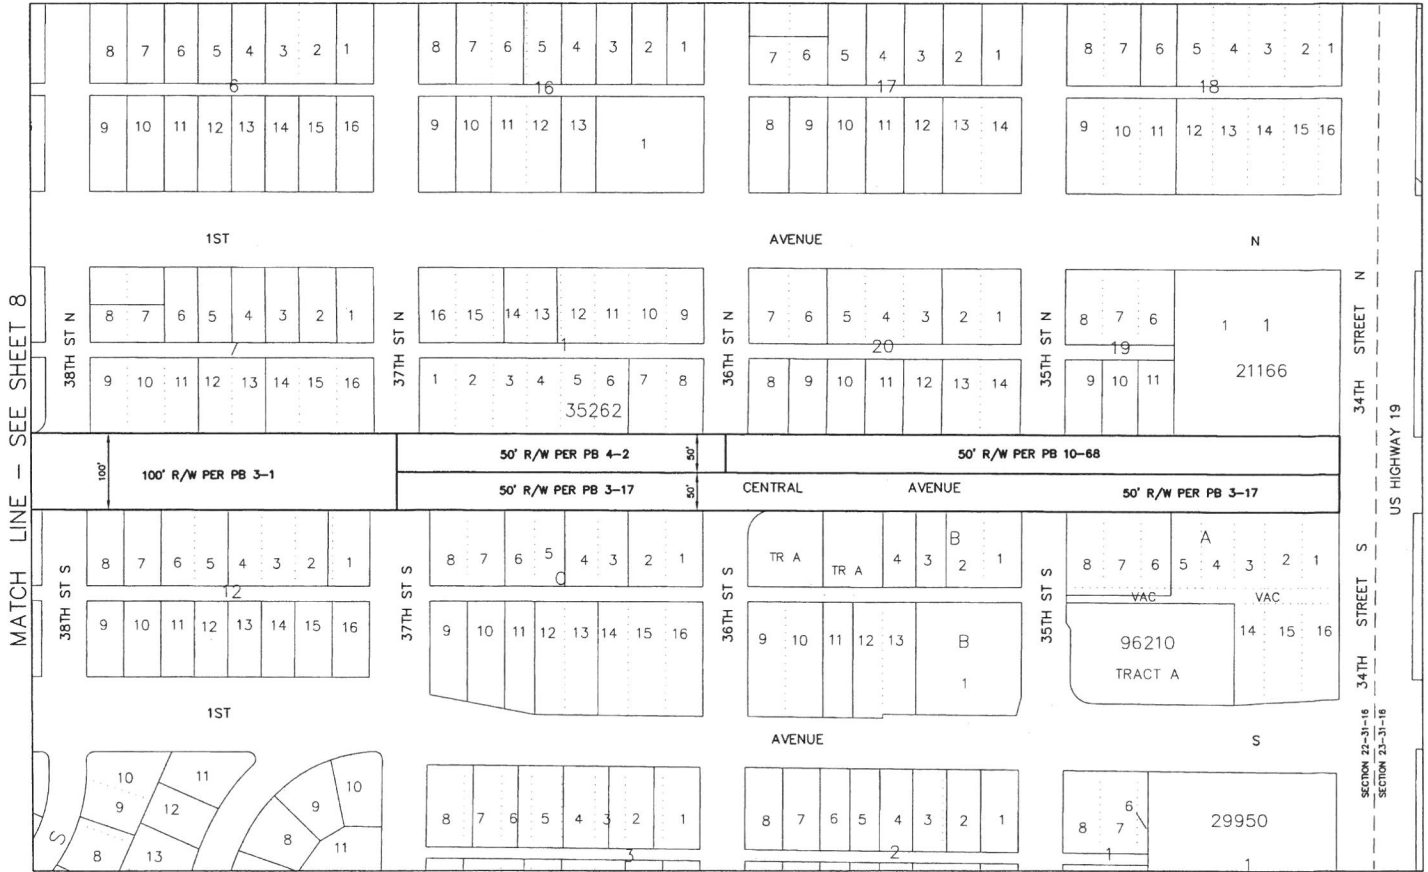 8 7 6 5 4 3 2 1
8 7 6 5 4 3 2 1
7 6 5 4 3 2 1
8 7 6 5 4 3 2 1
6
16
17
18
9 10 11 12 13 14 15 16
9 10 11 12 13
1
8 9 10 11 12 13 14
9 10 11 12 13 14 15 16
1ST
AVENUE
N
MATCH LINE – SEE SHEET 8
38TH ST N
8 7 6 5 4 3 2 1
7
9 10 11 12 13 14 15 16
37TH ST N
16 15 14 13 12 11 10 9
1
1 2 3 4 5 6 7 8
35262
36TH ST N
7 6 5 4 3 2 1
20
8 9 10 11 12 13 14
35TH ST N
8 7 6
19
9 10 11
1 1
21166
34TH STREET N
US HIGHWAY 19
100'
100' R/W PER PB 3-1
50' R/W PER PB 4-2
50'
50' R/W PER PB 10-68
50' R/W PER PB 3-17
50'
CENTRAL
AVENUE
50' R/W PER PB 3-17
38TH ST S
8 7 6 5 4 3 2 1
12
9 10 11 12 13 14 15 16
37TH ST S
8 7 6 5 4 3 2 1
C
9 10 11 12 13 14 15 16
36TH ST S
TR A
TR A
4 3 2 1
B
9 10 11 12 13
B
1
35TH ST S
A
8 7 6 5 4 3 2 1
VAC
VAC
96210
TRACT A
14 15 16
34TH STREET S
1ST
AVENUE
S
SECTION 22-31-16
SECTION 23-31-16
S
10 11
9 12
8 13
10
9
8
11
8 7 6 5 4 3 2 1
3
8 7 6 5 4 3 2 1
2
6
8 7
1
29950
1